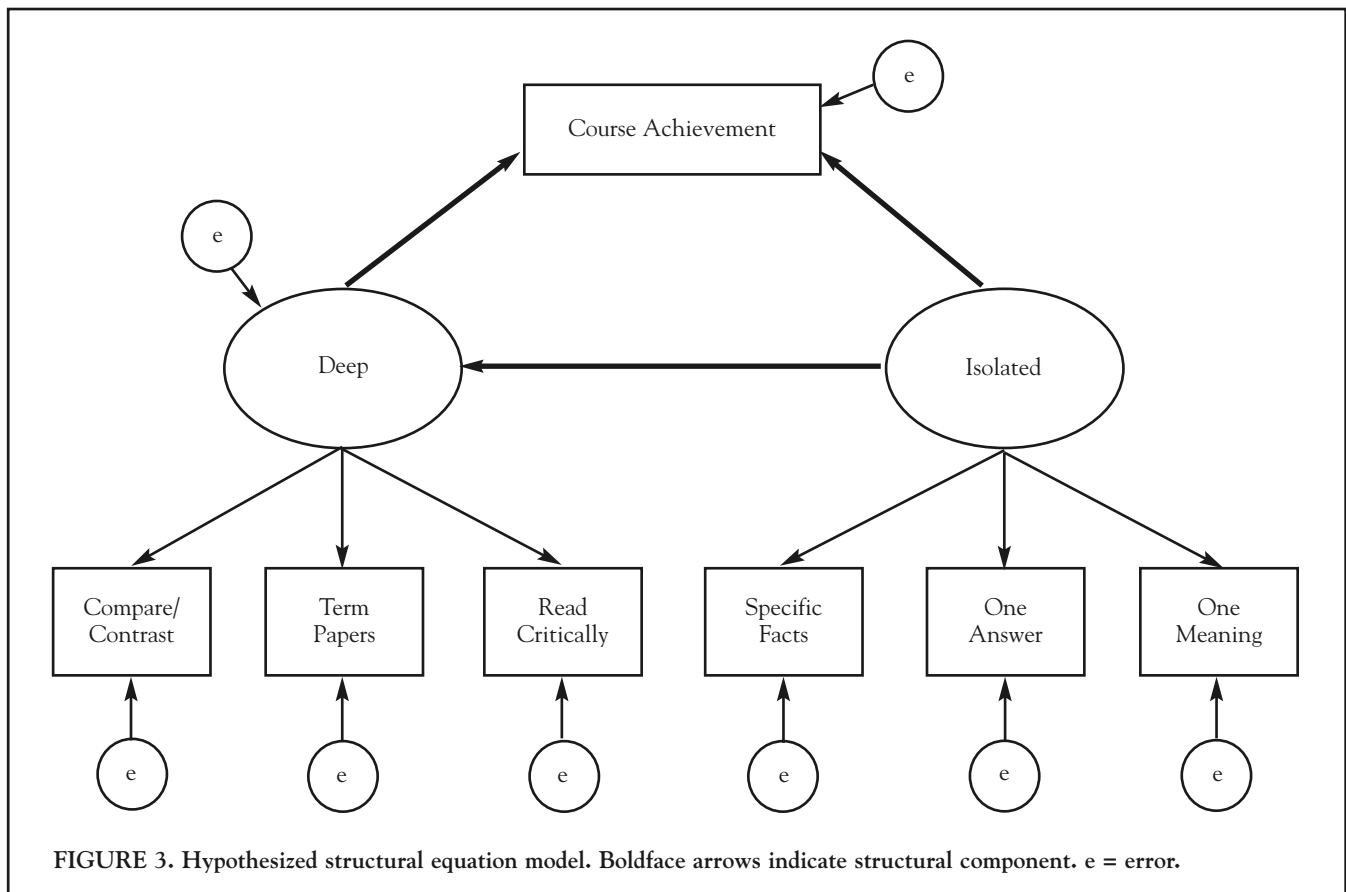 e
Course Achievement
e
Deep
Isolated
Compare/
Contrast
Term
Papers
Read
Critically
Specific
Facts
One
Answer
One
Meaning
e
e
e
e
e
e
FIGURE 3. Hypothesized structural equation model. Boldface arrows indicate structural component. e = error.